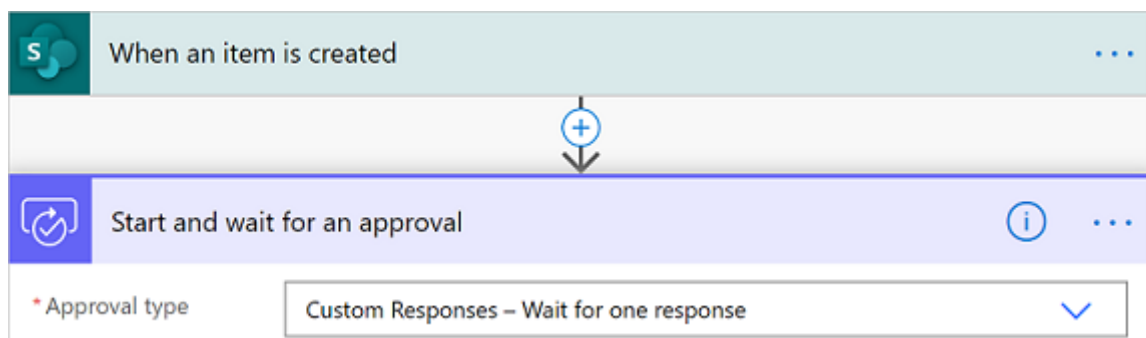 S
When an item is created
Start and wait for an approval
i
*Approval type
Custom Responses – Wait for one response